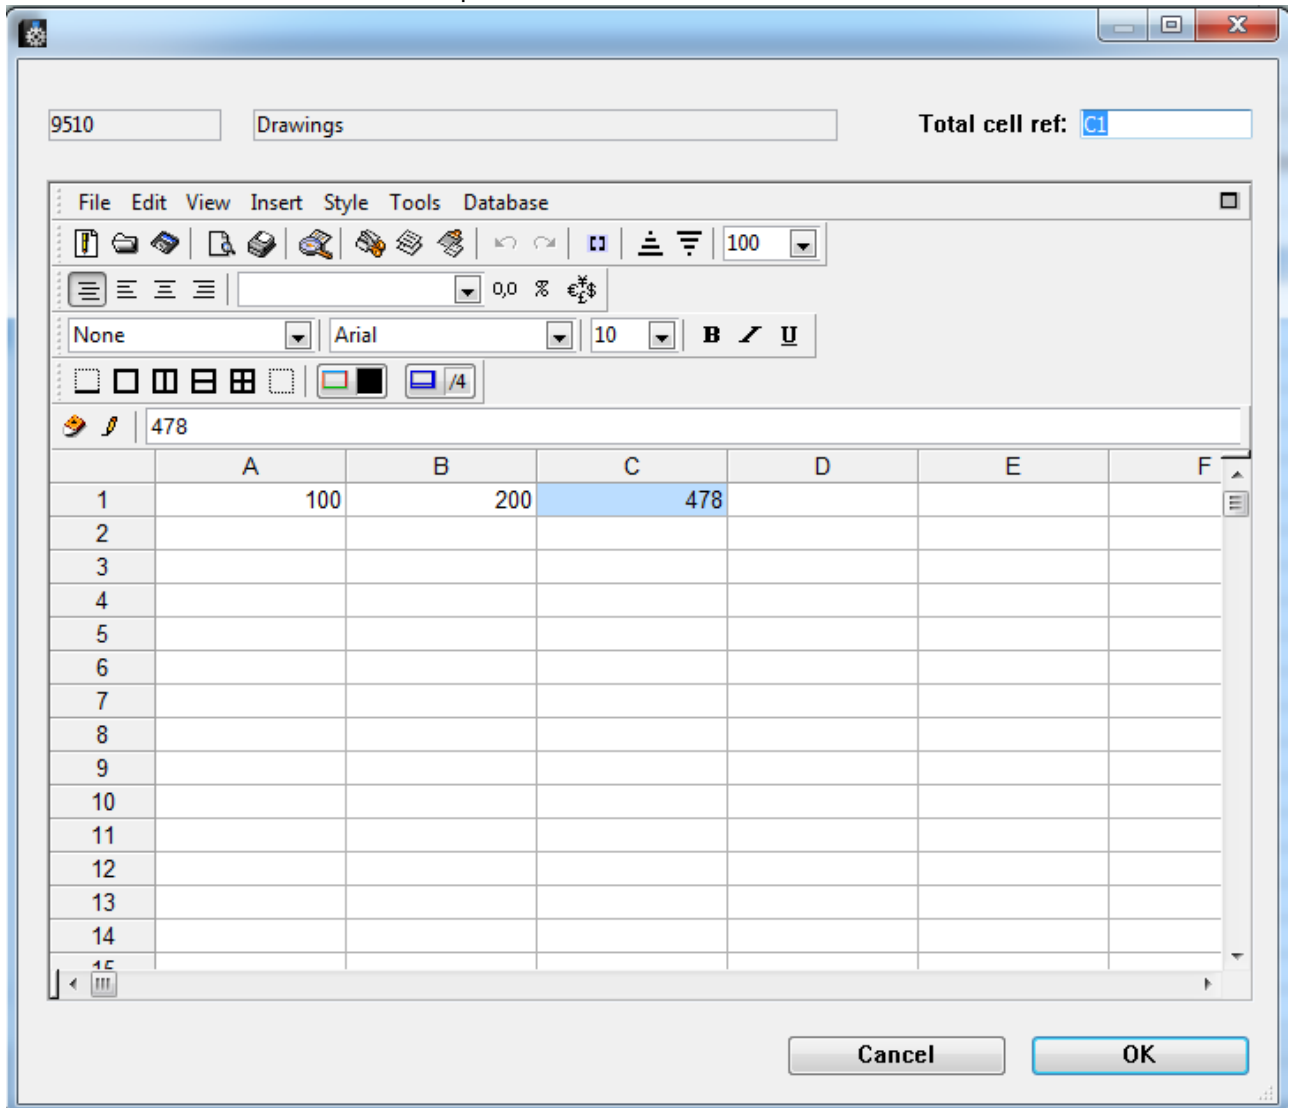 9510 Drawings Total cell ref: C1
File Edit View Insert Style Tools Database
100
0,0 % €¥£$
None Arial 10 B I U
/4
478
A B C D E F
1 100 200 478
2
3
4
5
6
7
8
9
10
11
12
13
14
15
Cancel OK